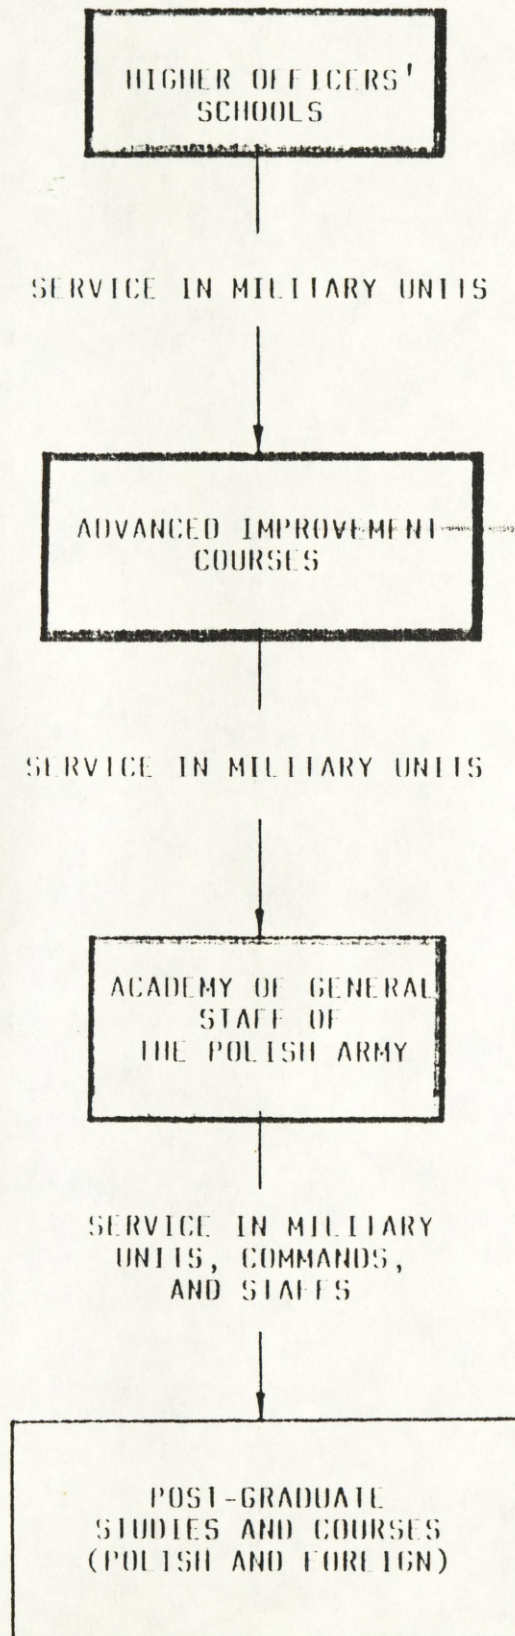 HIGHER OFFICERS'
SCHOOLS
SERVICE IN MILITARY UNITS
ADVANCED IMPROVEMENT
COURSES
SERVICE IN MILITARY UNITS
ACADEMY OF GENERAL
STAFF OF
THE POLISH ARMY
SERVICE IN MILITARY
UNITS, COMMANDS,
AND STAFFS
POST-GRADUATE
STUDIES AND COURSES
(POLISH AND FOREIGN)